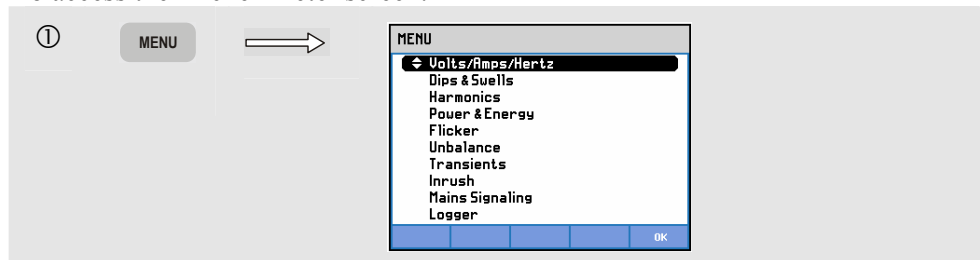 ①
MENU
MENU
Volts/Amps/Hertz
Dips & Swells
Harmonics
Power & Energy
Flicker
Unbalance
Transients
Inrush
Mains Signaling
Logger
OK